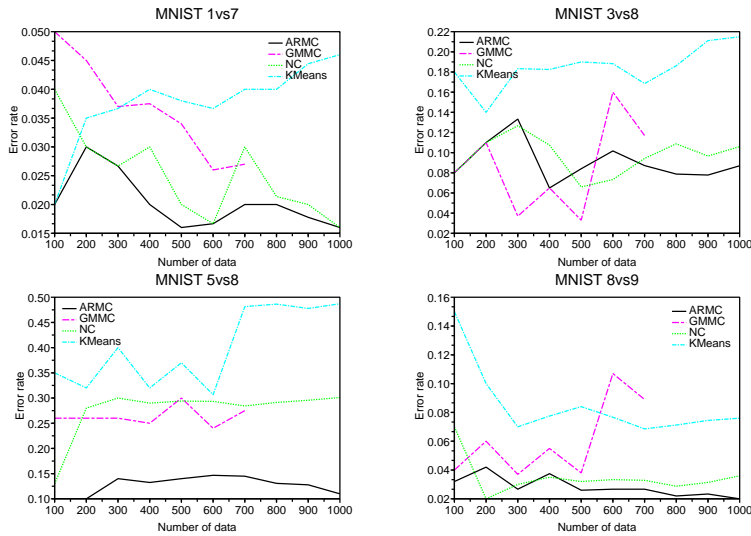 MNIST 1vs7
0.050
0.045
0.040
0.035
0.030
0.025
0.020
0.015
Error rate
ARMC
GMMC
NC
KMeans
100 200 300 400 500 600 700 800 900 1000
Number of data
MNIST 3vs8
0.22
0.20
0.18
0.16
0.14
0.12
0.10
0.08
0.06
0.04
0.02
Error rate
ARMC
GMMC
NC
KMeans
100 200 300 400 500 600 700 800 900 1000
Number of data
MNIST 5vs8
0.50
0.45
0.40
0.35
0.30
0.25
0.20
0.15
0.10
Error rate
ARMC
GMMC
NC
KMeans
100 200 300 400 500 600 700 800 900 1000
Number of data
MNIST 8vs9
0.16
0.14
0.12
0.10
0.08
0.06
0.04
0.02
Error rate
ARMC
GMMC
NC
KMeans
100 200 300 400 500 600 700 800 900 1000
Number of data